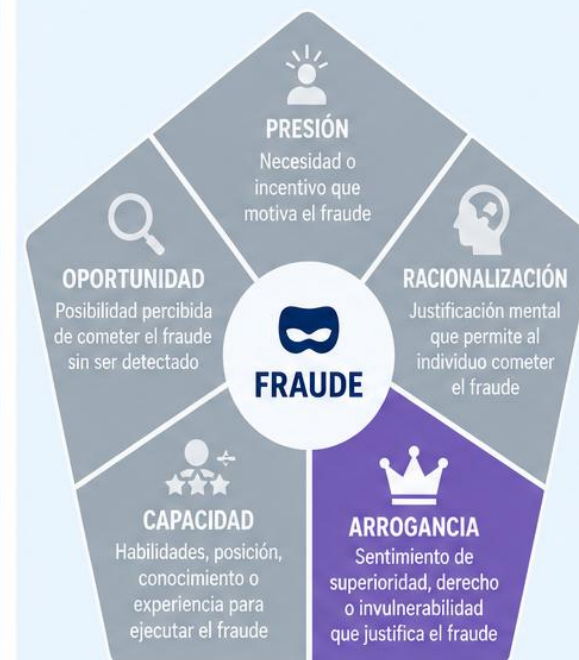 PRESIÓN
Necesidad o
incentivo que
motiva el fraude
OPORTUNIDAD
Posibilidad percibida
de cometer el fraude
sin ser detectado
RACIONALIZACIÓN
Justificación mental
que permite al
individuo cometer
el fraude
FRAUDE
CAPACIDAD
Habilidades, posición,
conocimiento o
experiencia para
ejecutar el fraude
ARROGANCIA
Sentimiento de
superioridad, derecho
o invulnerabilidad
que justifica el fraude